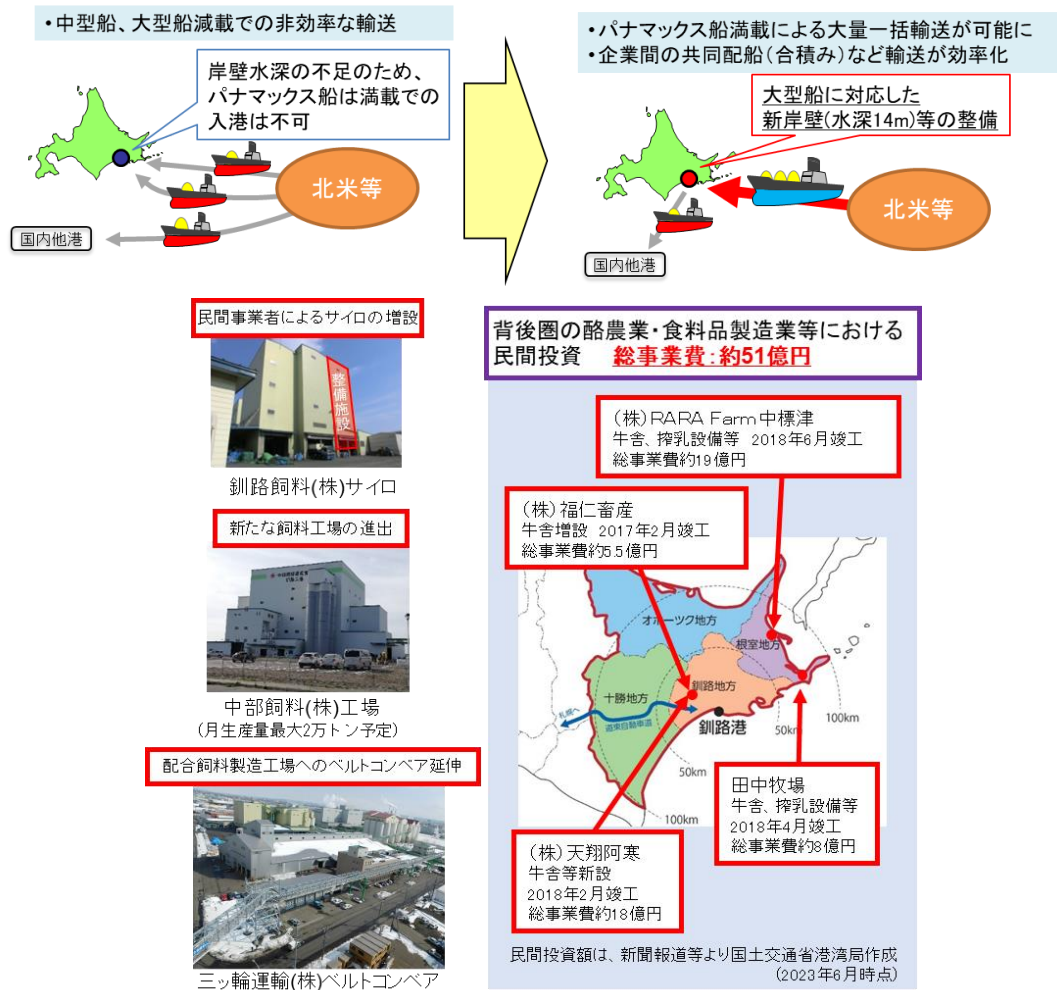 ・中型船、大型船減載での非効率な輸送
岸壁水深の不足のため、
パナマックス船は満載での
入港は不可
北米等
国内他港
・パナマックス船満載による大量一括輸送が可能に
・企業間の共同配船(合積み)など輸送が効率化
大型船に対応した
新岸壁(水深14m)等の整備
北米等
国内他港
民間事業者によるサイロの増設
整備施設
釧路飼料(株)サイロ
新たな飼料工場の進出
中部飼料(株)工場
(月生産量最大2万トン予定)
配合飼料製造工場へのベルトコンベア延伸
三ッ輪運輸(株)ベルトコンベア
背後圏の酪農業・食料品製造業等における
民間投資 総事業費:約51億円
(株)RARA Farm中標津
牛舎、搾乳設備等 2018年6月竣工
総事業費約19億円
(株)福仁畜産
牛舎増設 2017年2月竣工
総事業費約5.5億円
オホーツク地方
根室地方
釧路地方
十勝地方
札幌へ
道東自動車道
釧路港
50km
100km
50km
100km
田中牧場
牛舎、搾乳設備等
2018年4月竣工
総事業費約8億円
(株)天翔阿寒
牛舎等新設
2018年2月竣工
総事業費約18億円
民間投資額は、新聞報道等より国土交通省港湾局作成
(2023年6月時点)